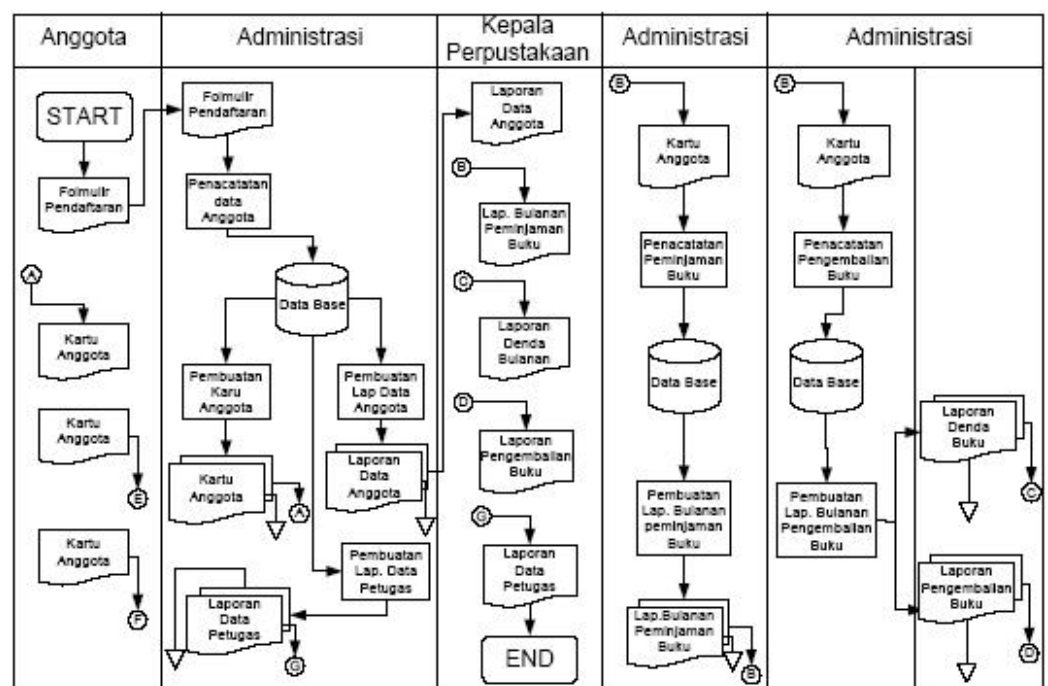 Anggota
Administrasi
Kepala
Perpustakaan
Administrasi
Administrasi
START
Folmulir
Pendaftaran
A
Kartu
Anggota
Kartu
Anggota
E
Kartu
Anggota
F
Folmulir
Pendaftaran
Penacatatan
data
Anggota
Data Base
Pembuatan
Karu
Anggota
Pembuatan
Lap Data
Anggota
Kartu
Anggota
A
Laporan
Data
Anggota
Pembuatan
Lap. Data
Petugas
Laporan
Data
Petugas
G
Laporan
Data
Anggota
B
Lap. Bulanan
Peminjaman
Buku
C
Laporan
Denda
Bulanan
D
Laporan
Pengembalian
Buku
G
Laporan
Data
Petugas
END
B
Kartu
Anggota
Penacatatan
Peminjaman
Buku
Data Base
Pembuatan
Lap. Bulanan
peminjaman
Buku
Lap.Bulanan
Peminjaman
Buku
B
B
Kartu
Anggota
Penacatatan
Pengembalian
Buku
Data Base
Pembuatan
Lap. Bulanan
Pengembalian
Buku
Laporan
Denda
Buku
C
Laporan
Pengembalian
Buku
D